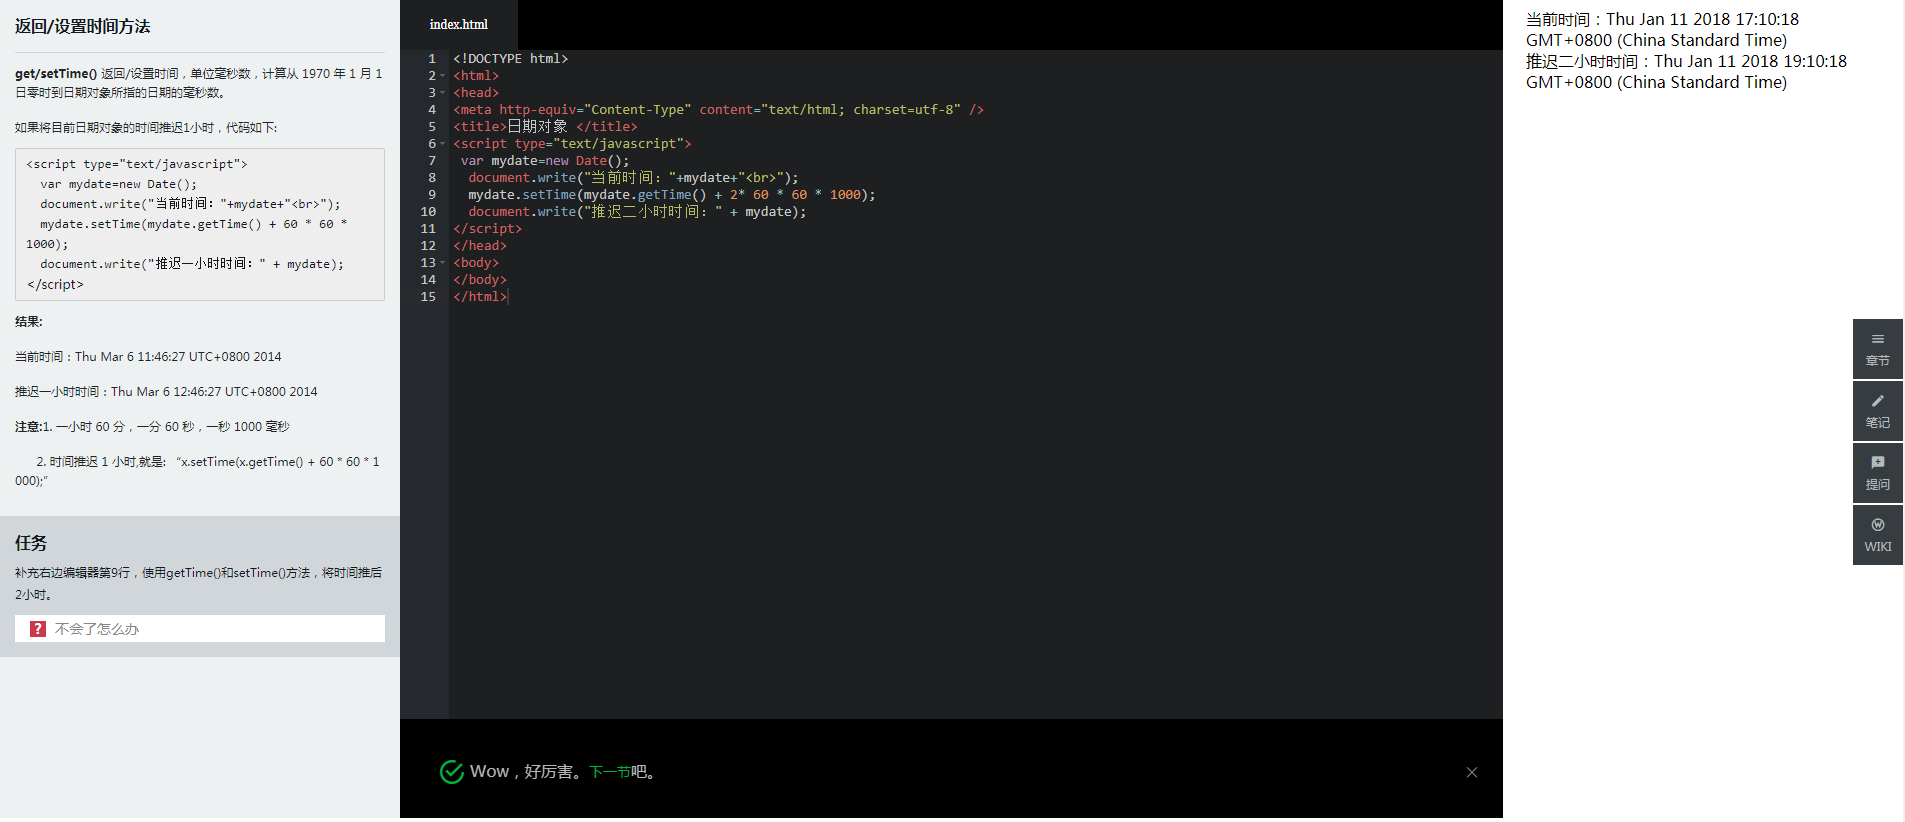 返回/设置时间方法
get/setTime() 返回/设置时间，单位毫秒数，计算从 1970 年 1 月 1
日零时到日期对象所指的日期的毫秒数。
如果将目前日期对象的时间推迟1小时，代码如下:
<script type="text/javascript">
var mydate=new Date();
document.write("当前时间："+mydate+"<br>");
mydate.setTime(mydate.getTime() + 60 * 60 *
1000);
document.write("推迟一小时时间：" + mydate);
</script>
结果:
当前时间：Thu Mar 6 11:46:27 UTC+0800 2014
推迟一小时时间：Thu Mar 6 12:46:27 UTC+0800 2014
注意:1. 一小时 60 分，一分 60 秒，一秒 1000 毫秒
2. 时间推迟 1 小时,就是: “x.setTime(x.getTime() + 60 * 60 * 1
000);”
任务
补充右边编辑器第9行，使用getTime()和setTime()方法，将时间推后
2小时。
? 不会了怎么办
index.html
1 <!DOCTYPE html>
2 <html>
3 <head>
4 <meta http-equiv="Content-Type" content="text/html; charset=utf-8" />
5 <title>日期对象 </title>
6 <script type="text/javascript">
7 var mydate=new Date();
8 document.write("当前时间："+mydate+"<br>");
9 mydate.setTime(mydate.getTime() + 2* 60 * 60 * 1000);
10 document.write("推迟二小时时间：" + mydate);
11 </script>
12 </head>
13 <body>
14 </body>
15 </html>
Wow，好厉害。下一节吧。
当前时间：Thu Jan 11 2018 17:10:18
GMT+0800 (China Standard Time)
推迟二小时时间：Thu Jan 11 2018 19:10:18
GMT+0800 (China Standard Time)
章节
笔记
提问
WIKI